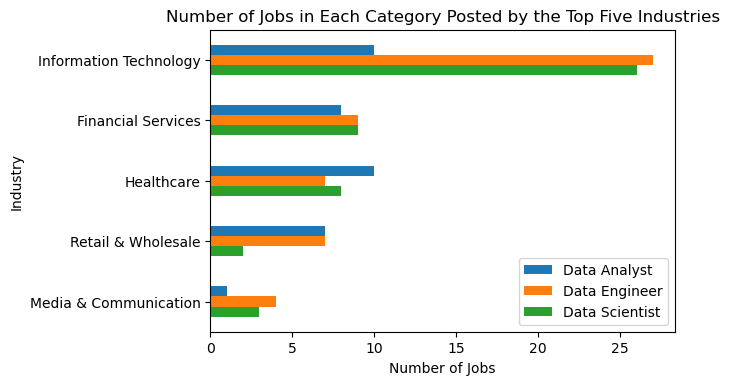 Number of Jobs in Each Category Posted by the Top Five Industries
Industry
Information Technology
Financial Services
Healthcare
Retail & Wholesale
Media & Communication
Data Analyst
Data Engineer
Data Scientist
0 5 10 15 20 25
Number of Jobs